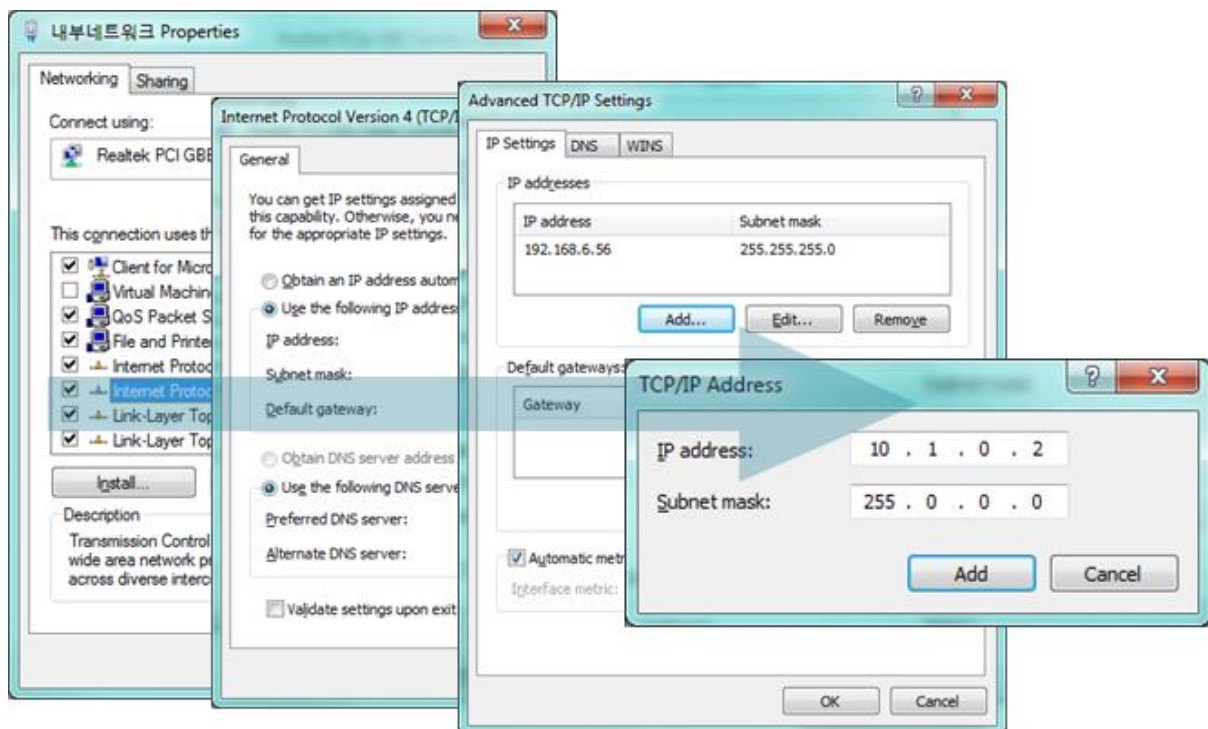 내부네트워크 Properties
Networking
Sharing
Connect using:
Realtek PCI GBE
This connection uses th
Client for Micro
Virtual Machin
QoS Packet S
File and Printe
Internet Protoc
Internet Protoc
Link-Layer Top
Link-Layer Top
Install...
Description
Transmission Control
wide area network pr
across diverse interc
Internet Protocol Version 4 (TCP/I
General
You can get IP settings assigned
this capability. Otherwise, you ne
for the appropriate IP settings.
Obtain an IP address autom
Use the following IP address
IP address:
Subnet mask:
Default gateway:
Obtain DNS server address
Use the following DNS serve
Preferred DNS server:
Alternate DNS server:
Validate settings upon exit
Advanced TCP/IP Settings
IP Settings
DNS
WINS
IP addresses
IP address Subnet mask
192.168.6.56 255.255.255.0
Add... Edit... Remove
Default gateways:
Gateway
Automatic metr
Interface metric:
OK Cancel
TCP/IP Address
IP address: 10 . 1 . 0 . 2
Subnet mask: 255 . 0 . 0 . 0
Add Cancel